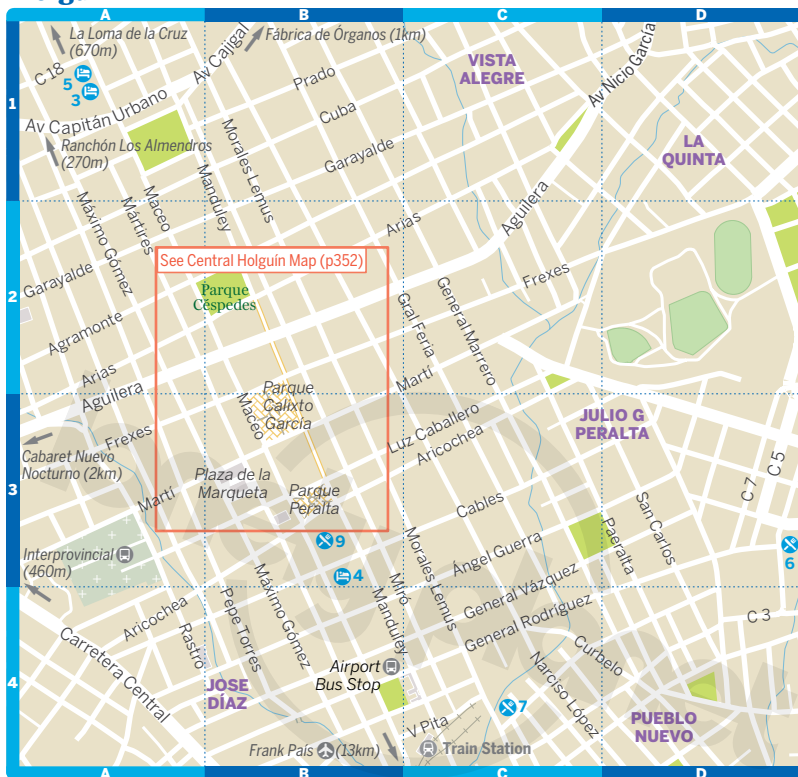 A
B
C
D
La Loma de la Cruz
(670m)
Fábrica de Órganos (1km)
C 18
Av Cajigal
VISTA
ALEGRE
Av Nicio García
5
3
1
Prado
Cuba
Av Capitán Urbano
Ranchón Los Almendros
(270m)
Morales Lemus
Garayalde
LA
QUINTA
Manduley
Maceo
Mártires
Máximo Gómez
Arias
Aguilera
See Central Holguín Map (p352)
Garayalde
2
Parque
Céspedes
Frexes
General Marrero
Gral Feria
Agramonte
Arias
Aguilera
Martí
Parque
Calixto
García
Maceo
JULIO G
PERALTA
Luz Caballero
Aricochea
Frexes
Cabaret Nuevo
Nocturno (2km)
3
Plaza de la
Marqueta
Parque
Peralta
Martí
Cables
San Carlos
C 7
C 5
Paeralta
9
6
Interprovincial
(460m)
Ángel Guerra
Morales Lemus
4
Miró
Manduley
Máximo Gómez
Pepe Torres
General Vázquez
General Rodríguez
Aricochea
Rastro
Carretera Central
C 3
Curbelo
Narciso López
Airport
Bus Stop
4
JOSE
DÍAZ
7
PUEBLO
NUEVO
V Pita
Train Station
Frank País
(13km)
A
B
C
D